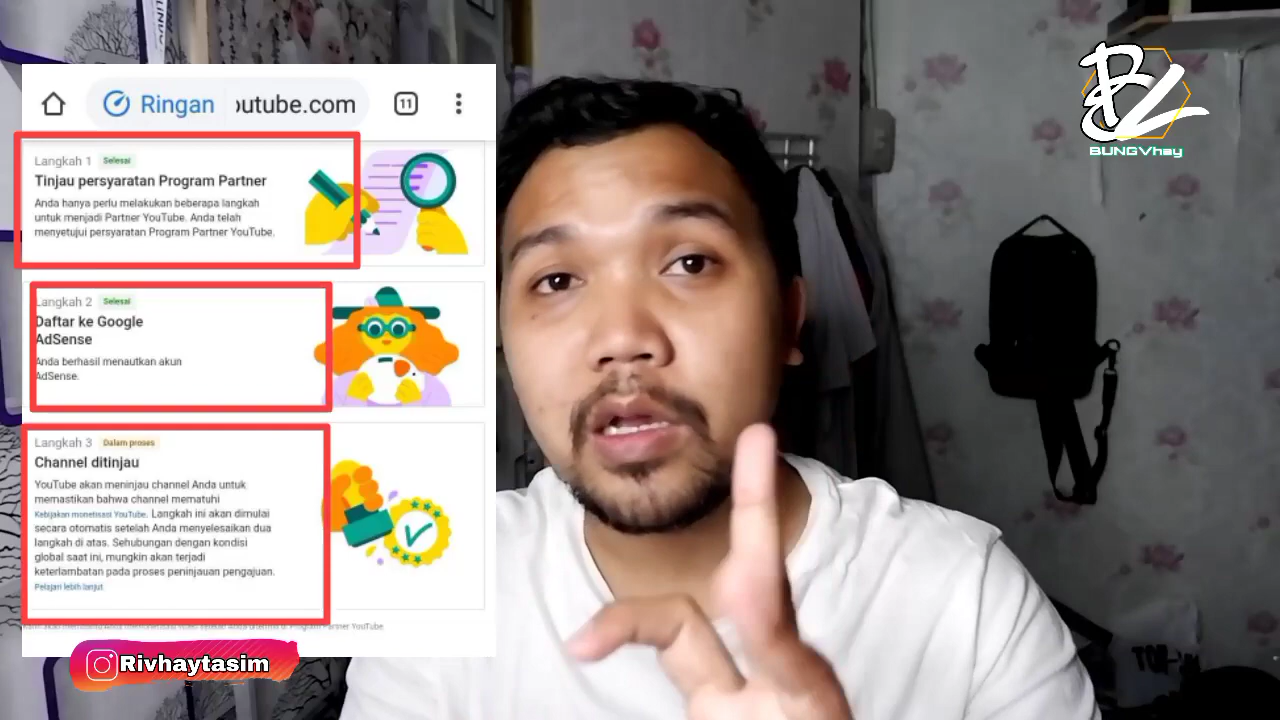 Ringan
outube.com
11
Langkah 1 Selesai
Tinjau persyaratan Program Partner
Anda hanya perlu melakukan beberapa langkah
untuk menjadi Partner YouTube. Anda telah
menyetujui persyaratan Program Partner YouTube.
Langkah 2 Selesai
Daftar ke Google
AdSense
Anda berhasil menautkan akun
AdSense.
Langkah 3 Dalam proses
Channel ditinjau
YouTube akan meninjau channel Anda untuk
memastikan bahwa channel mematuhi
Kebijakan monetisasi YouTube. Langkah ini akan dimulai
secara otomatis setelah Anda menyelesaikan dua
langkah di atas. Sehubungan dengan kondisi
global saat ini, mungkin akan terjadi
keterlambatan pada proses peninjauan pengajuan.
Pelajari lebih lanjut
Program Partner YouTube
Rivhaytasim
BUNGVhay